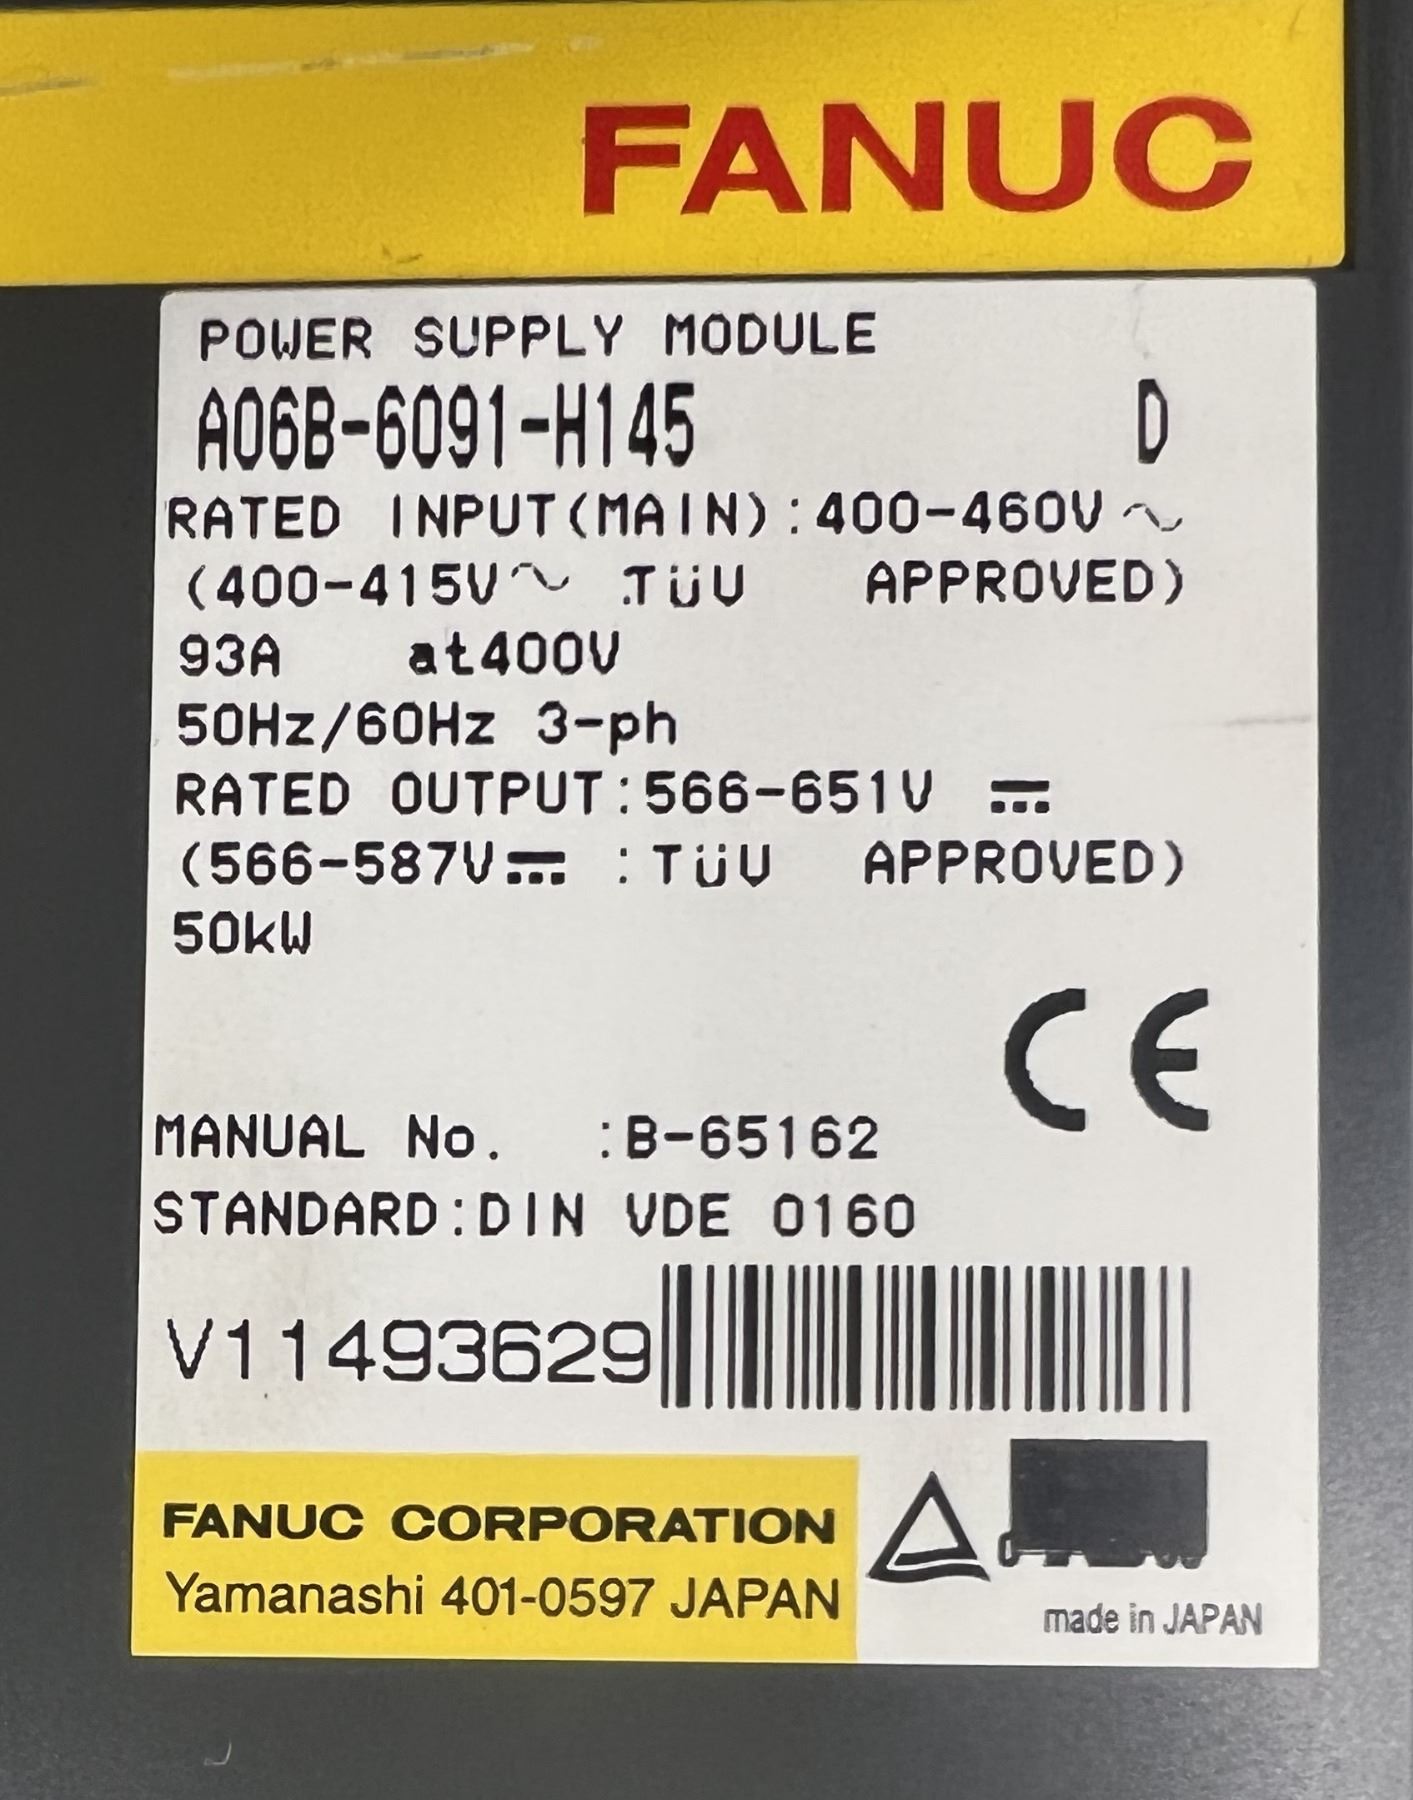 FANUC
POWER SUPPLY MODULE
A06B-6091-H145 D
RATED INPUT(MAIN):400-460V～
(400-415V～ :TüV APPROVED)
93A at400V
50Hz/60Hz 3-ph
RATED OUTPUT:566-651V ⎓
(566-587V⎓ :TüV APPROVED)
50kW
CE
MANUAL No. :B-65162
STANDARD:DIN VDE 0160
V11493629
FANUC CORPORATION
Yamanashi 401-0597 JAPAN
made in JAPAN